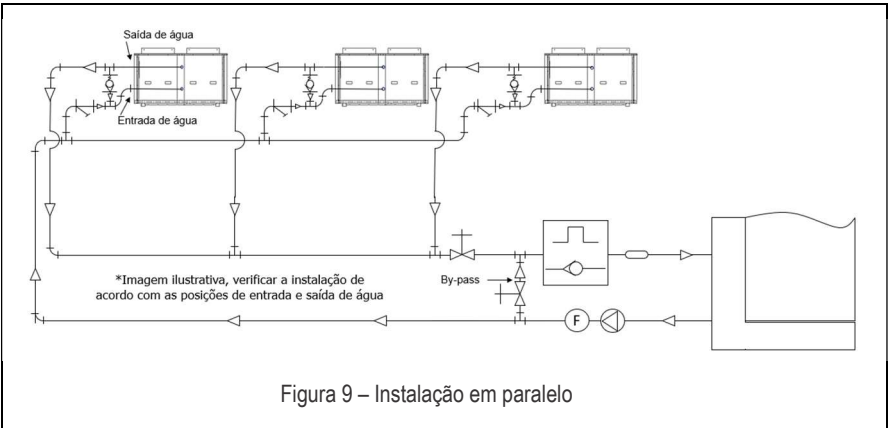 Saída de água
Entrada de água
*Imagem ilustrativa, verificar a instalação de
acordo com as posições de entrada e saída de água
By-pass
F
Figura 9 – Instalação em paralelo